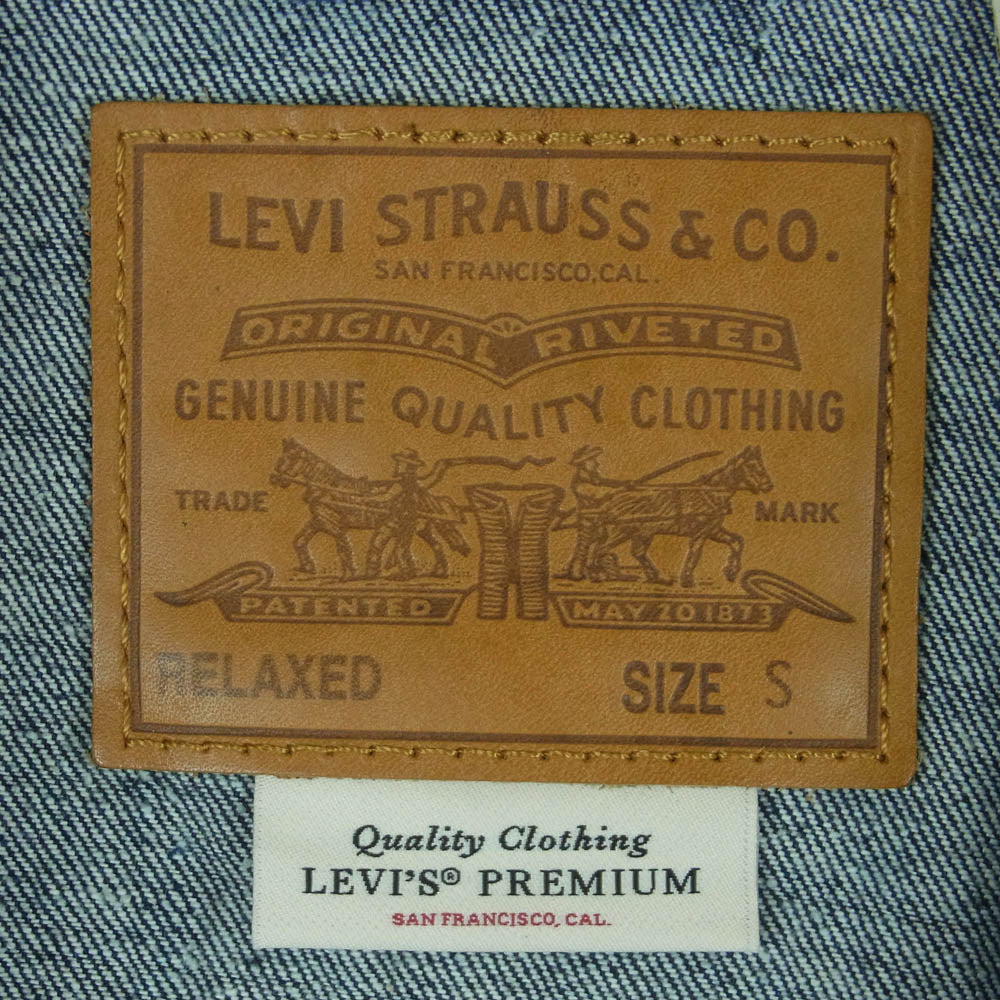 LEVI STRAUSS & CO.
SAN FRANCISCO, CAL.
ORIGINAL RIVETED
GENUINE QUALITY CLOTHING
TRADE MARK
PATENTED MAY 20 1873
RELAXED SIZE S
Quality Clothing
LEVI'S® PREMIUM
SAN FRANCISCO, CAL.